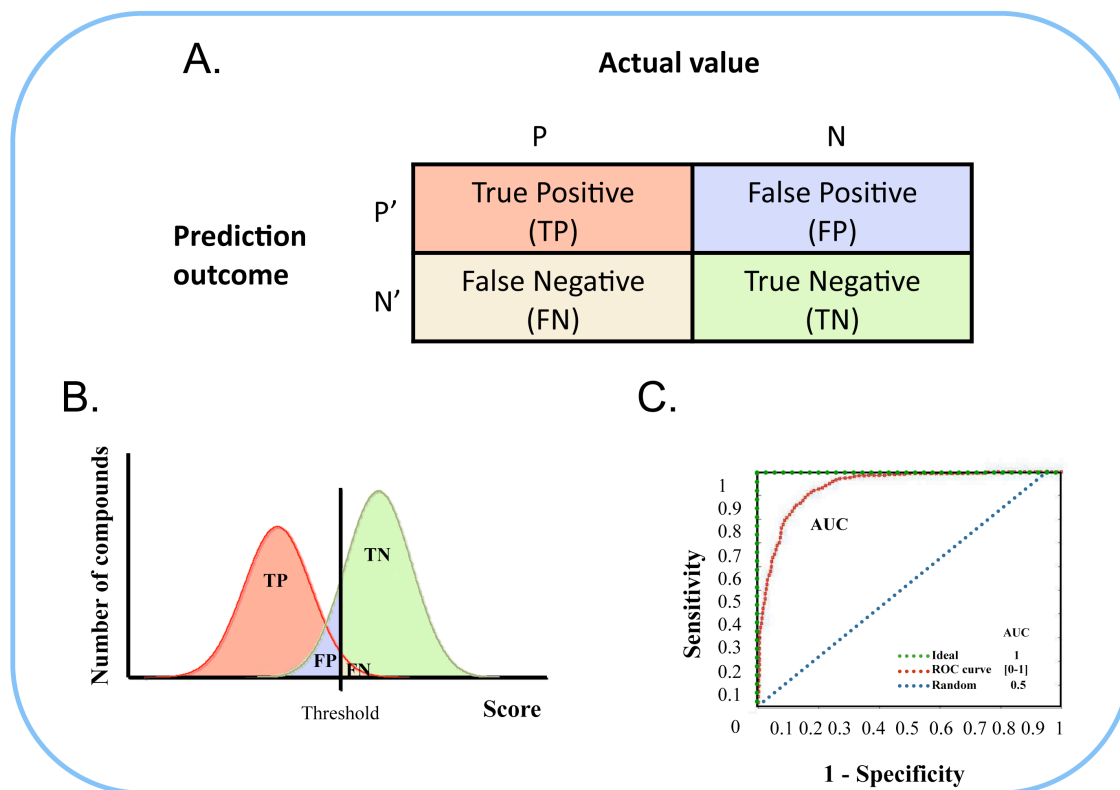 A.
Actual value
P
N
P’
True Positive
(TP)
False Positive
(FP)
Prediction
outcome
N’
False Negative
(FN)
True Negative
(TN)
B.
Number of compounds
TP
TN
FP
FN
Threshold
Score
C.
Sensitivity
1
0.9
0.8
0.7
0.6
0.5
0.4
0.3
0.2
0.1
0
AUC
AUC
Ideal 1
ROC curve [0-1]
Random 0.5
0.1 0.2 0.3 0.4 0.5 0.6 0.7 0.8 0.9 1
1 - Specificity